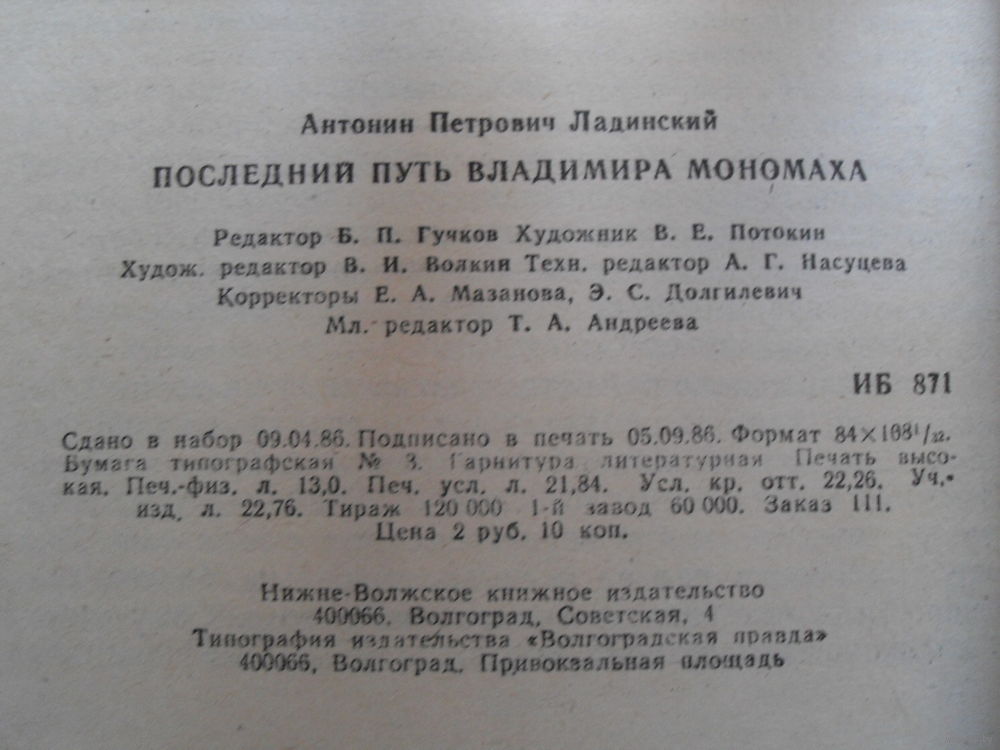 Антонин Петрович Ладинский
ПОСЛЕДНИЙ ПУТЬ ВЛАДИМИРА МОНОМАХА
Редактор Б. П. Гучков Художник В. Е. Потокин
Худож. редактор В. И. Волкин Техн. редактор А. Г. Насуцева
Корректоры Е. А. Мазанова, Э. С. Долгилевич
Мл. редактор Т. А. Андреева
ИБ 871
Сдано в набор 09.04.86. Подписано в печать 05.09.86. Формат 84×108¹/₃₂.
Бумага типографская № 3. Гарнитура литературная Печать высо-
кая. Печ.-физ. л. 13,0. Печ. усл. л. 21,84. Усл. кр. отт. 22,26. Уч.-
изд. л. 22,76. Тираж 120 000 1-й завод 60 000. Заказ 111.
Цена 2 руб. 10 коп.
Нижне-Волжское книжное издательство
400066, Волгоград, Советская, 4
Типография издательства «Волгоградская правда»
400066, Волгоград, Привокзальная площадь